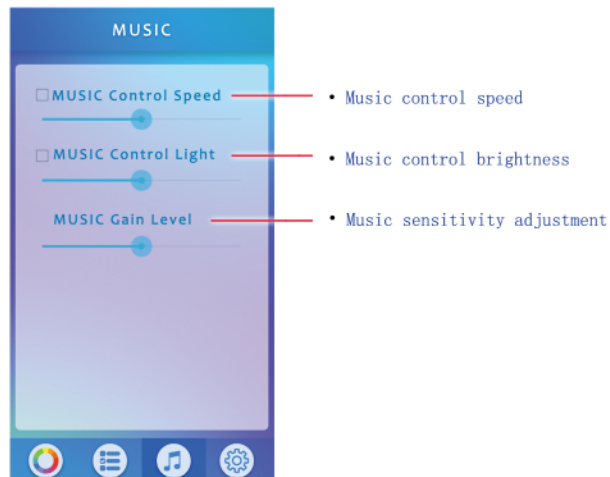 MUSIC
MUSIC Control Speed
• Music control speed
MUSIC Control Light
• Music control brightness
MUSIC Gain Level
• Music sensitivity adjustment